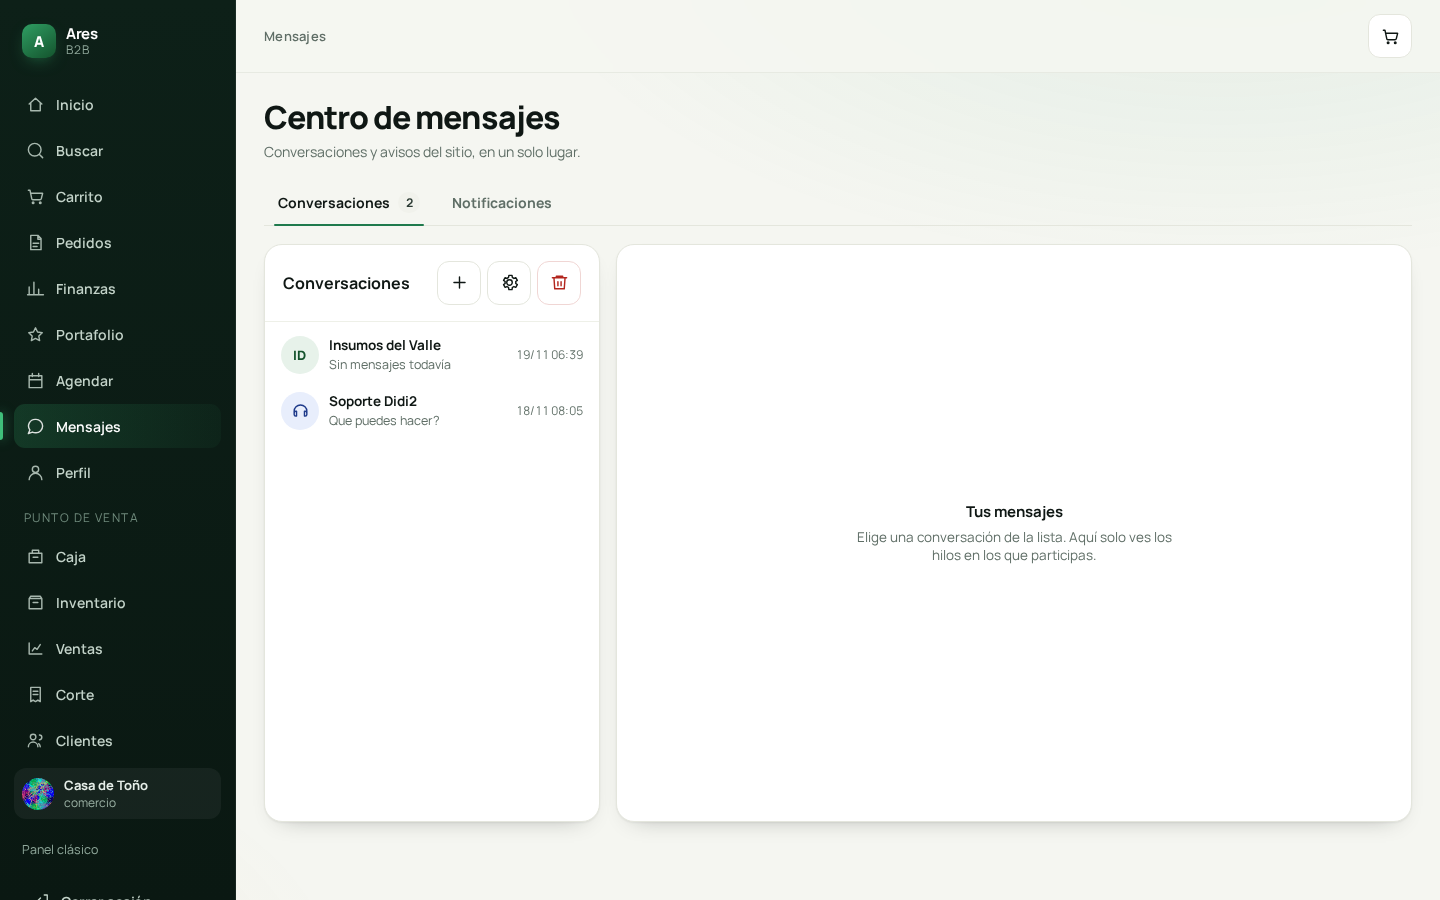 A
Ares
B2B
Inicio
Buscar
Carrito
Pedidos
Finanzas
Portafolio
Agendar
Mensajes
Perfil
PUNTO DE VENTA
Caja
Inventario
Ventas
Corte
Clientes
Casa de Toño
comercio
Panel clásico
Mensajes
Centro de mensajes
Conversaciones y avisos del sitio, en un solo lugar.
Conversaciones 2
Notificaciones
Conversaciones
ID
Insumos del Valle
Sin mensajes todavía
19/11 06:39
Soporte Didi2
Que puedes hacer?
18/11 08:05
Tus mensajes
Elige una conversación de la lista. Aquí solo ves los
hilos en los que participas.